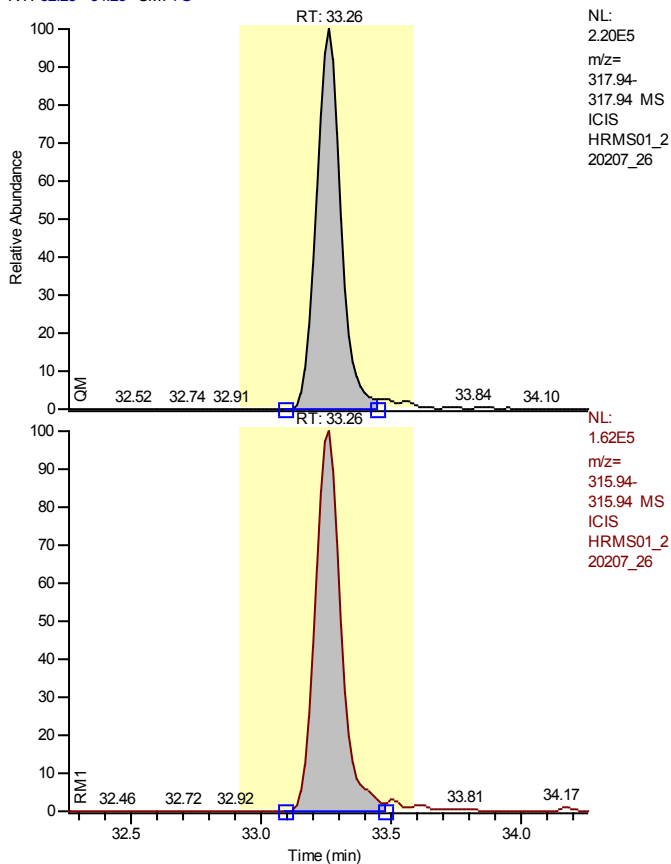 RT: 33.26
NL:
2.20E5
m/z=
317.94-
317.94 MS
ICIS
HRMS01_2
20207_26
100
90
80
70
60
50
40
30
20
10
0
Relative Abundance
QM
32.52 32.74 32.91 33.84 34.10
RT: 33.26
NL:
1.62E5
m/z=
315.94-
315.94 MS
ICIS
HRMS01_2
20207_26
100
90
80
70
60
50
40
30
20
10
0
RM1
32.46 32.72 32.92 33.81 34.17
32.5 33.0 33.5 34.0
Time (min)